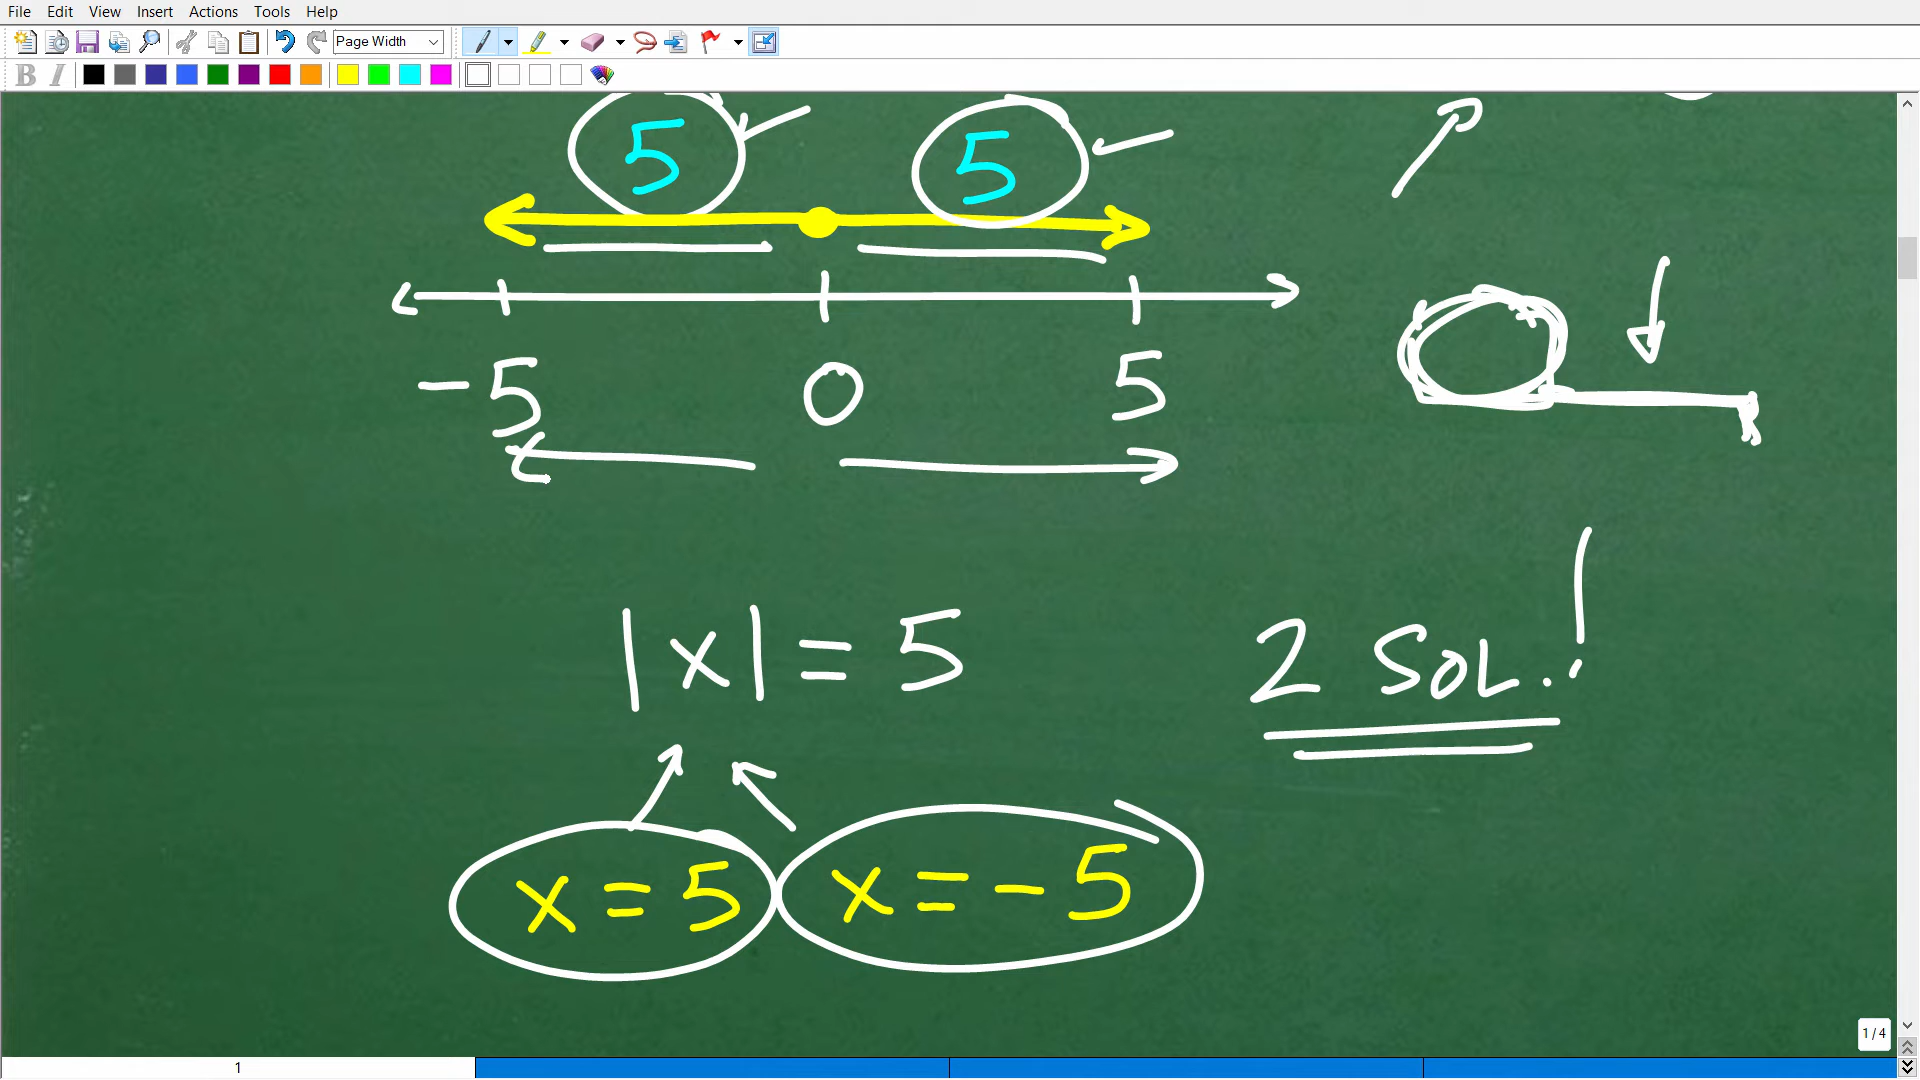 File Edit View Insert Actions Tools Help
Page Width
B I
5 5
-5 0 5
|x| = 5
2 SOL.!
x = 5 x = -5
1 / 4
1